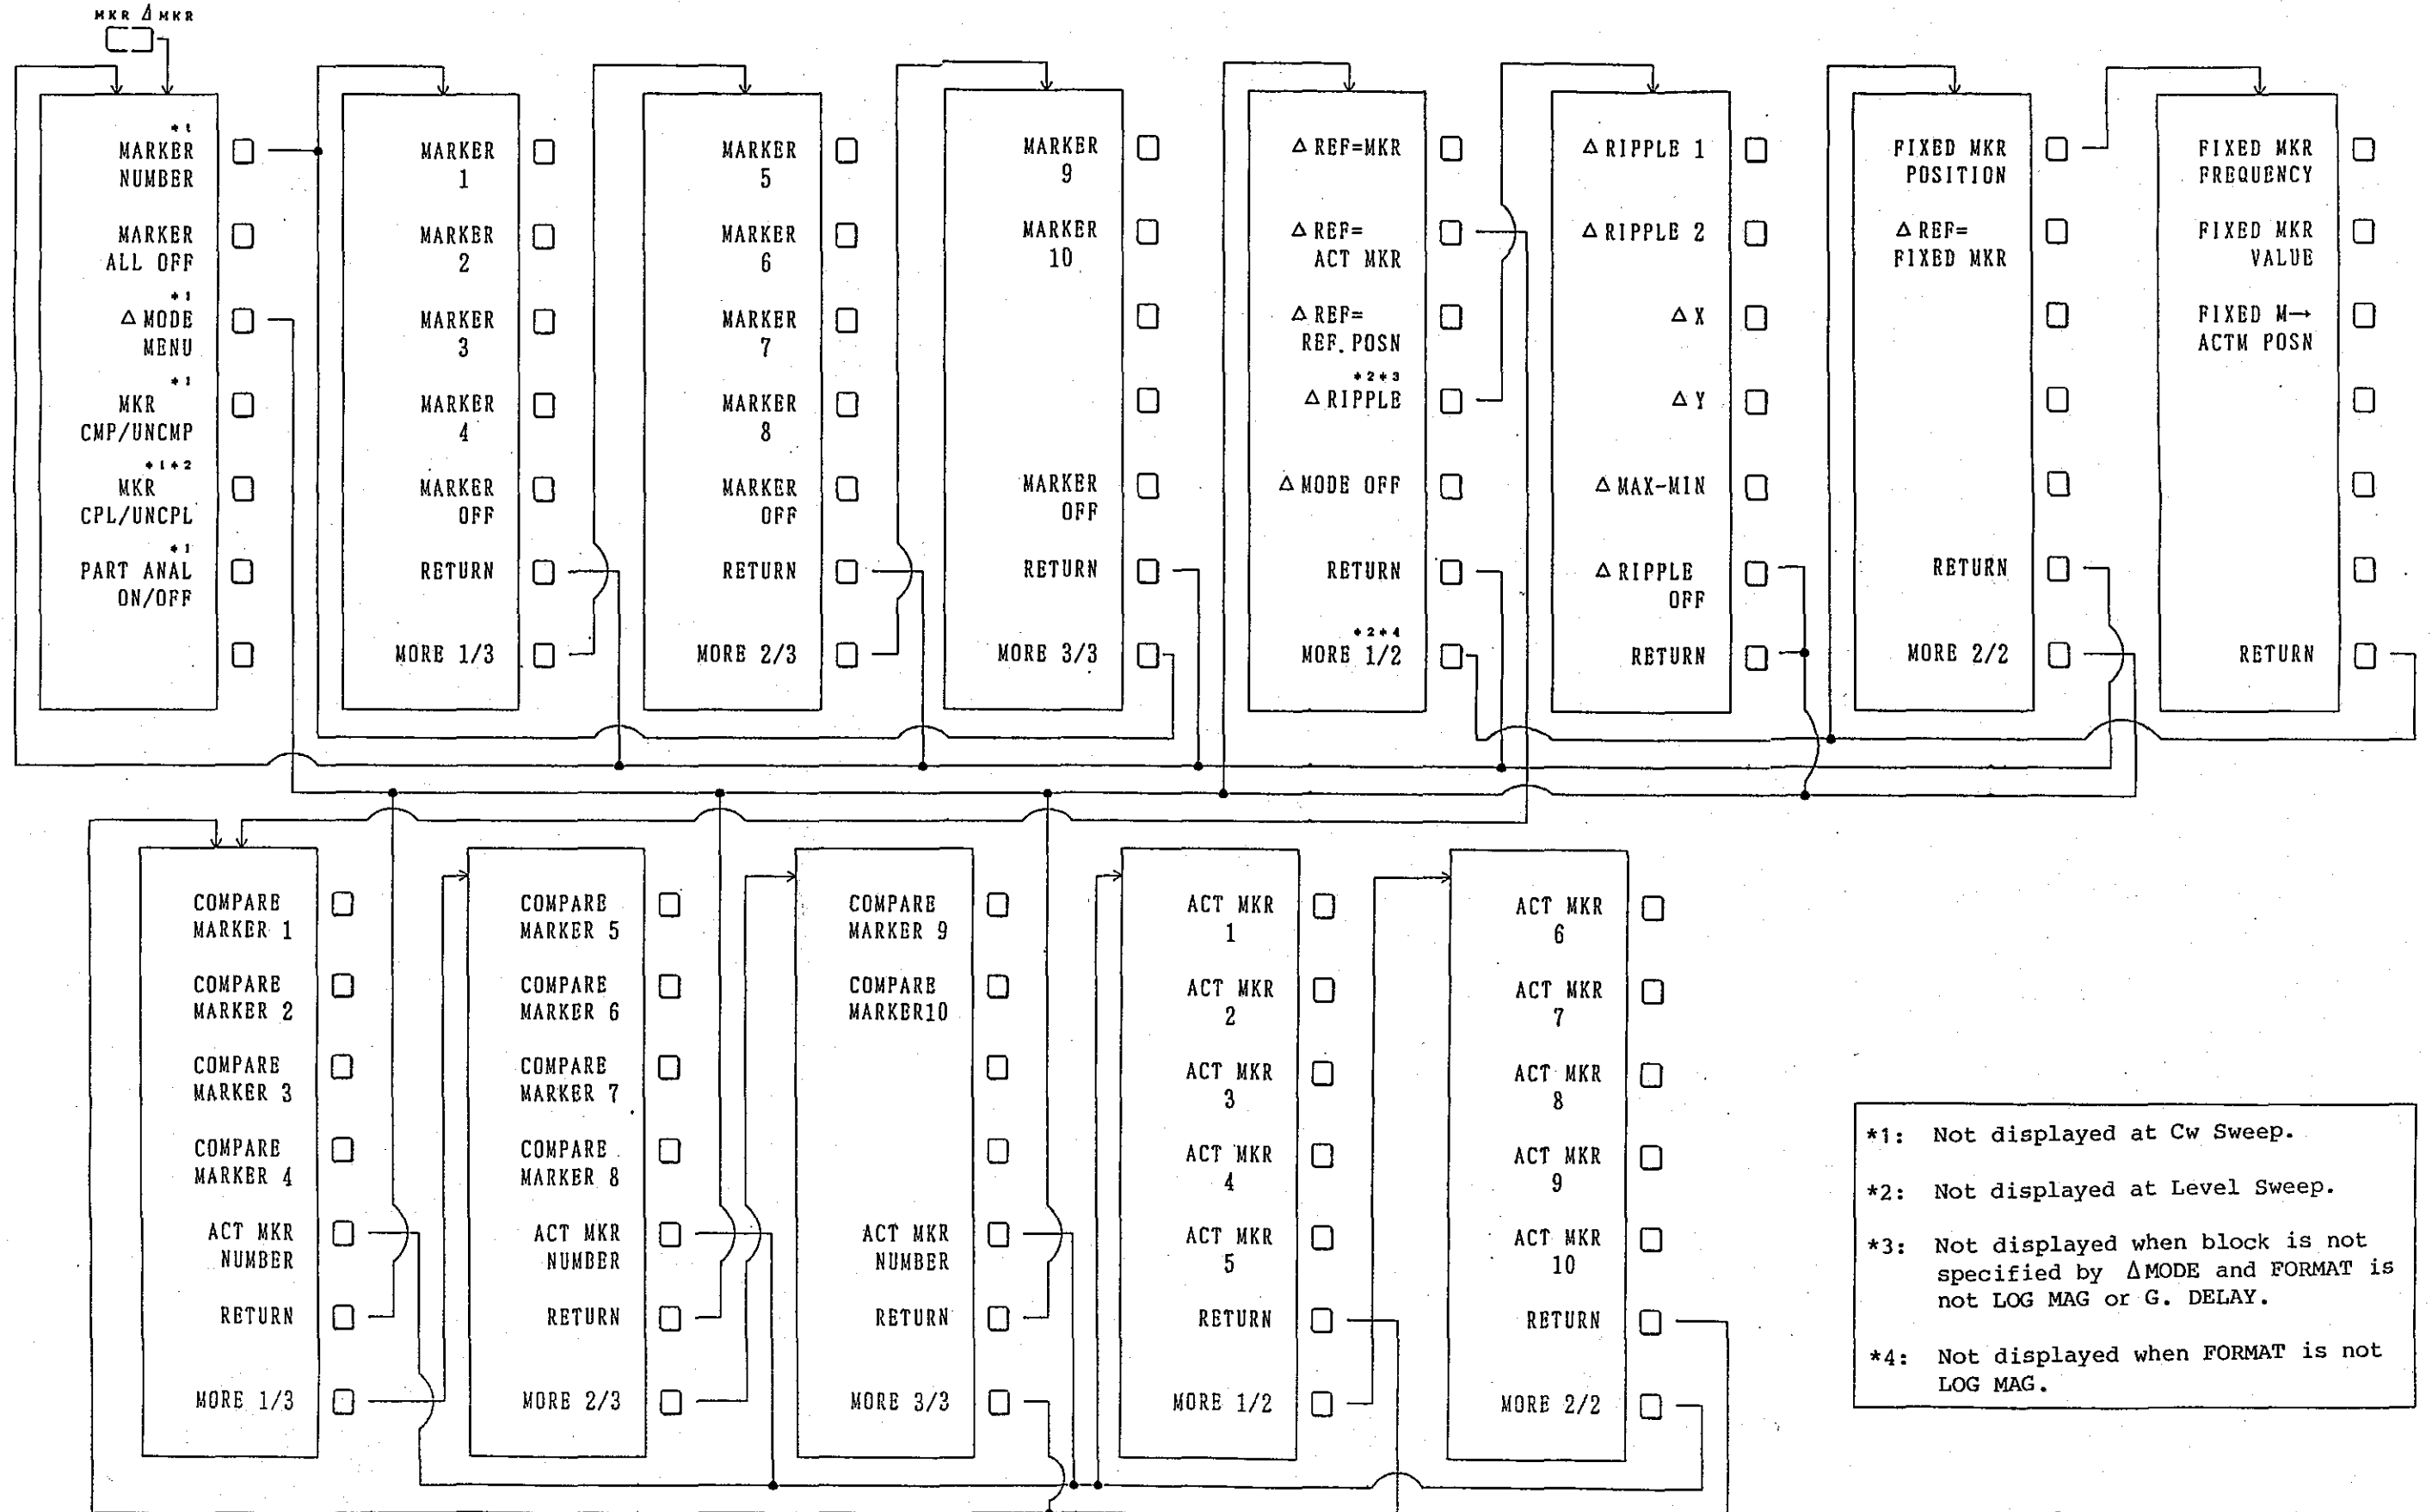 MKR Δ MKR
*1
MARKER
NUMBER
MARKER
ALL OFF
*1
Δ MODE
MENU
*1
MKR
CMP/UNCMP
*1*2
MKR
CPL/UNCPL
*1
PART ANAL
ON/OFF
MARKER
1
MARKER
2
MARKER
3
MARKER
4
MARKER
OFF
RETURN
MORE 1/3
MARKER
5
MARKER
6
MARKER
7
MARKER
8
MARKER
OFF
RETURN
MORE 2/3
MARKER
9
MARKER
10
MARKER
OFF
RETURN
MORE 3/3
Δ REF=MKR
Δ REF=
ACT MKR
Δ REF=
REF. POSN
*2*3
Δ RIPPLE
Δ MODE OFF
RETURN
*2*4
MORE 1/2
Δ RIPPLE 1
Δ RIPPLE 2
Δ X
Δ Y
Δ MAX-MIN
Δ RIPPLE
OFF
RETURN
FIXED MKR
POSITION
Δ REF=
FIXED MKR
RETURN
MORE 2/2
FIXED MKR
FREQUENCY
FIXED MKR
VALUE
FIXED M→
ACTM POSN
RETURN
COMPARE
MARKER 1
COMPARE
MARKER 2
COMPARE
MARKER 3
COMPARE
MARKER 4
ACT MKR
NUMBER
RETURN
MORE 1/3
COMPARE
MARKER 5
COMPARE
MARKER 6
COMPARE
MARKER 7
COMPARE
MARKER 8
ACT MKR
NUMBER
RETURN
MORE 2/3
COMPARE
MARKER 9
COMPARE
MARKER10
ACT MKR
NUMBER
RETURN
MORE 3/3
ACT MKR
1
ACT MKR
2
ACT MKR
3
ACT MKR
4
ACT MKR
5
RETURN
MORE 1/2
ACT MKR
6
ACT MKR
7
ACT MKR
8
ACT MKR
9
ACT MKR
10
RETURN
MORE 2/2
*1: Not displayed at Cw Sweep.
*2: Not displayed at Level Sweep.
*3: Not displayed when block is not
specified by ΔMODE and FORMAT is
not LOG MAG or G. DELAY.
*4: Not displayed when FORMAT is not
LOG MAG.